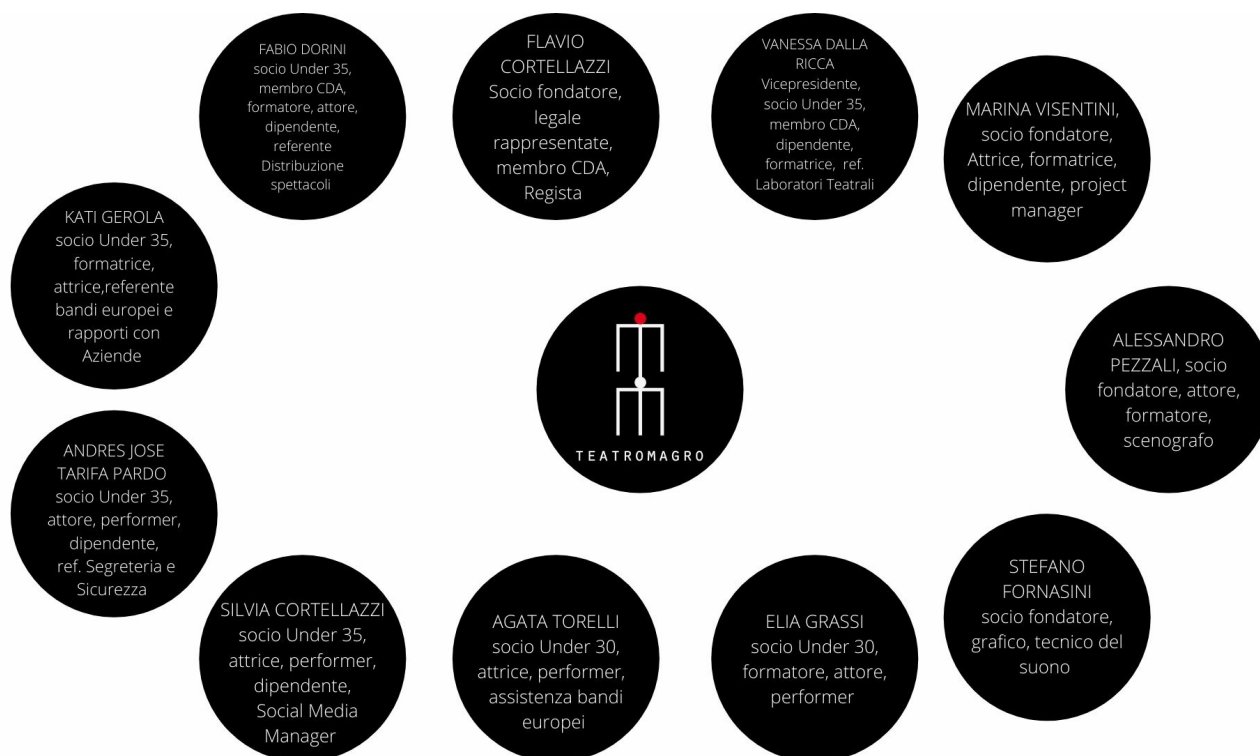 FABIO DORINI
socio Under 35,
membro CDA,
formatore, attore,
dipendente,
referente
Distribuzione
spettacoli
FLAVIO
CORTELLAZZI
Socio fondatore,
legale
rappresentate,
membro CDA,
Regista
VANESSA DALLA
RICCA
Vicepresidente,
socio Under 35,
membro CDA,
dipendente,
formatrice, ref.
Laboratori Teatrali
MARINA VISENTINI,
socio fondatore,
Attrice, formatrice,
dipendente, project
manager
KATI GEROLA
socio Under 35,
formatrice,
attrice,referente
bandi europei e
rapporti con
Aziende
TEATROMAGRO
ALESSANDRO
PEZZALI, socio
fondatore, attore,
formatore,
scenografo
ANDRES JOSE
TARIFA PARDO
socio Under 35,
attore, performer,
dipendente,
ref. Segreteria e
Sicurezza
SILVIA CORTELLAZZI
socio Under 35,
attrice, performer,
dipendente,
Social Media
Manager
AGATA TORELLI
socio Under 30,
attrice, performer,
assistenza bandi
europei
ELIA GRASSI
socio Under 30,
formatore, attore,
performer
STEFANO
FORNASINI
socio fondatore,
grafico, tecnico del
suono